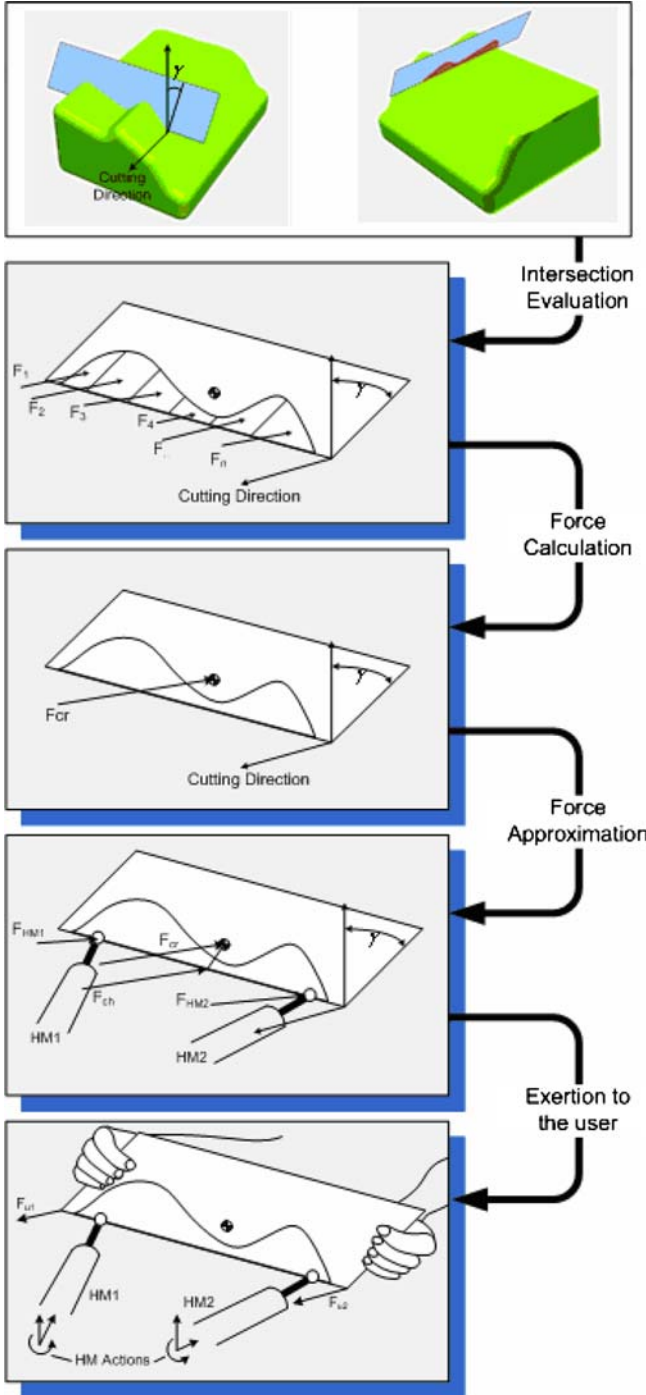 γ
Cutting
Direction
Intersection
Evaluation
F1
F2
F3
F4
F..
Fn
γ
Cutting Direction
Force
Calculation
Fcr
γ
Cutting Direction
Force
Approximation
FHM1
Fcr
Fch
FHM2
γ
HM1
HM2
Exertion to
the user
Fu1
HM1
HM2
Fu2
HM Actions